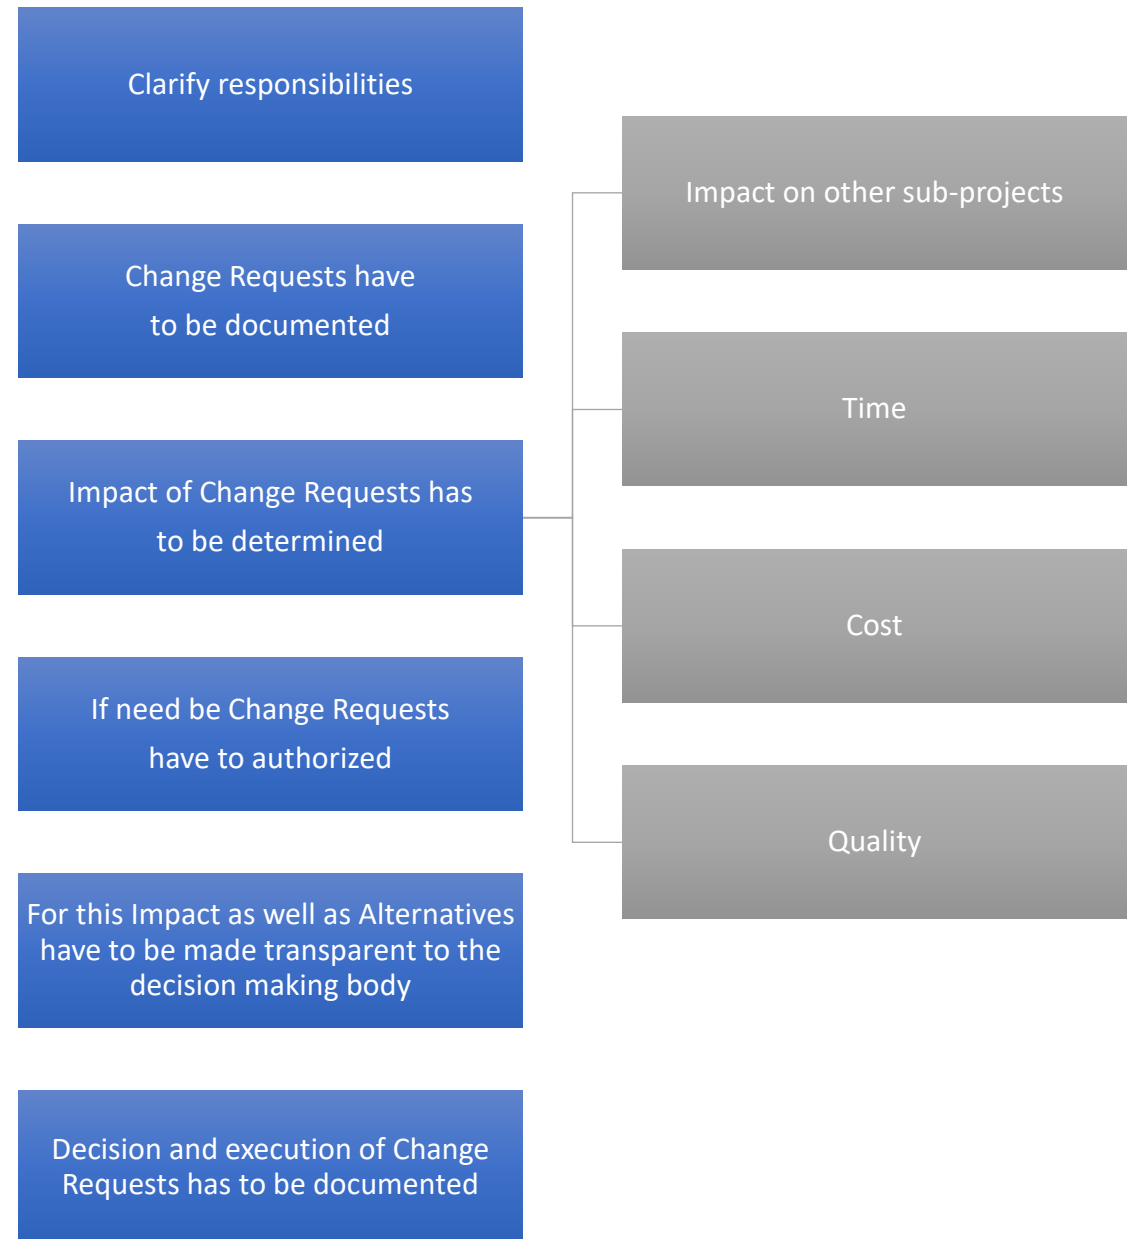 Clarify responsibilities
Change Requests have
to be documented
Impact of Change Requests has
to be determined
If need be Change Requests
have to authorized
For this Impact as well as Alternatives
have to be made transparent to the
decision making body
Decision and execution of Change
Requests has to be documented
Impact on other sub-projects
Time
Cost
Quality